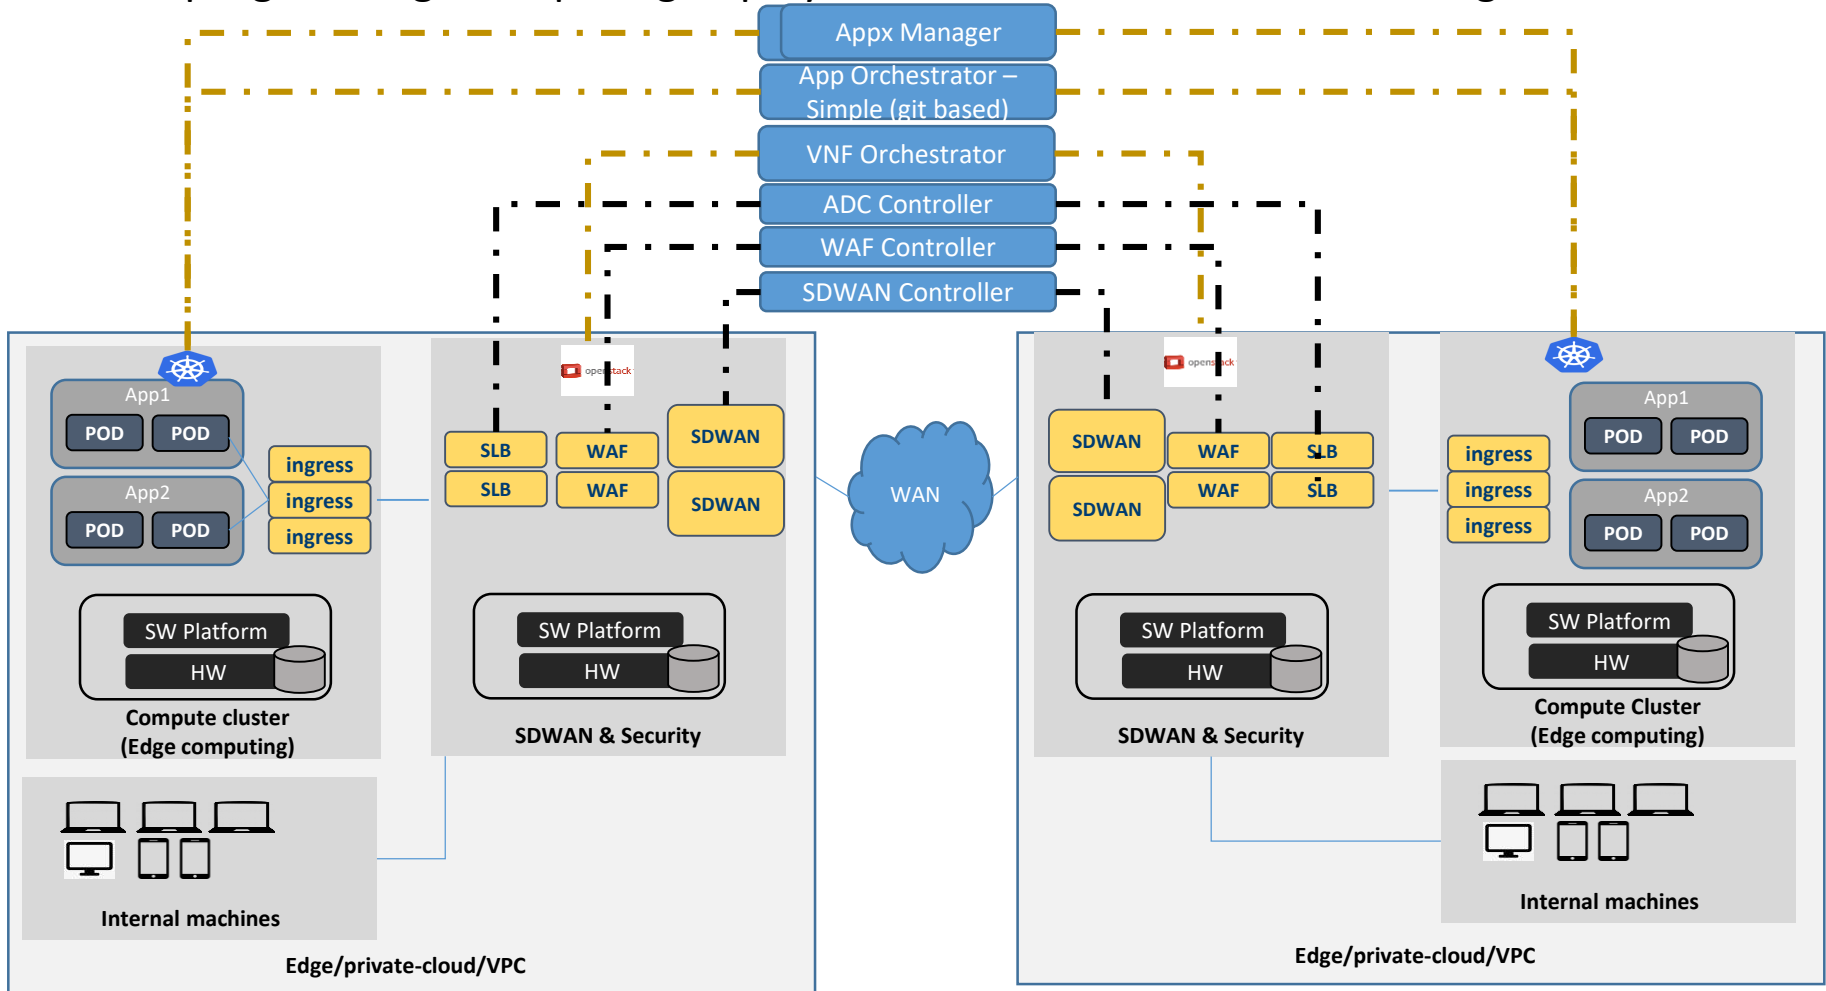 Appx Manager
App Orchestrator –
Simple (git based)
VNF Orchestrator
ADC Controller
WAF Controller
SDWAN Controller
App1
POD
POD
App2
POD
POD
ingress
ingress
ingress
SW Platform
HW
Compute cluster
(Edge computing)
openstack
SLB
WAF
SDWAN
SLB
WAF
SDWAN
SW Platform
HW
SDWAN & Security
Internal machines
Edge/private-cloud/VPC
WAN
openstack
SDWAN
WAF
SLB
SDWAN
WAF
SLB
SW Platform
HW
SDWAN & Security
ingress
ingress
ingress
App1
POD
POD
App2
POD
POD
SW Platform
HW
Compute Cluster
(Edge computing)
Internal machines
Edge/private-cloud/VPC